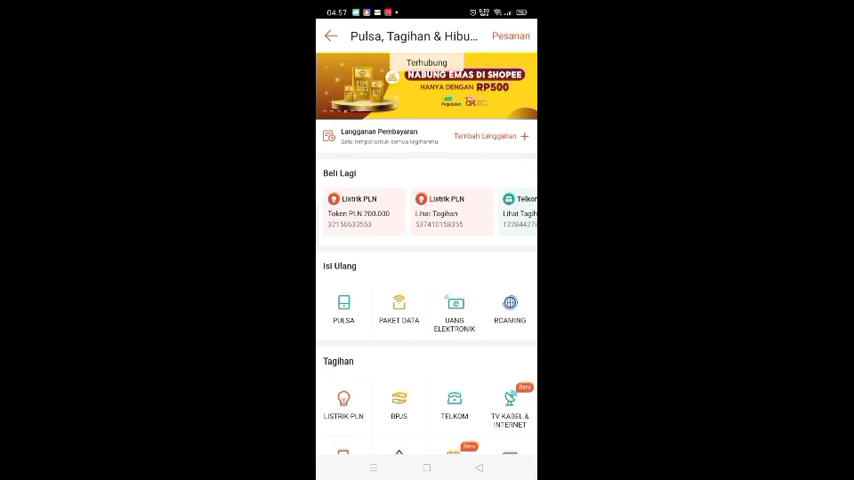 04:57
Pulsa, Tagihan & Hibu... Pesanan
Terhubung
NABUNG EMAS DI SHOPEE
HANYA DENGAN RP500
Pegadaian
Langganan Pembayaran
Satu tempat untuk semua tagihanmu
Tambah Langganan +
Beli Lagi
Listrik PLN
Token PLN 200.000
32150633553
Listrik PLN
Lihat Tagihan
537410158355
Telkom
Lihat Tagih
122844278
Isi Ulang
PULSA
PAKET DATA
UANG
ELEKTRONIK
ROAMING
Tagihan
Baru
LISTRIK PLN
BPJS
TELKOM
TV KABEL &
INTERNET
Baru